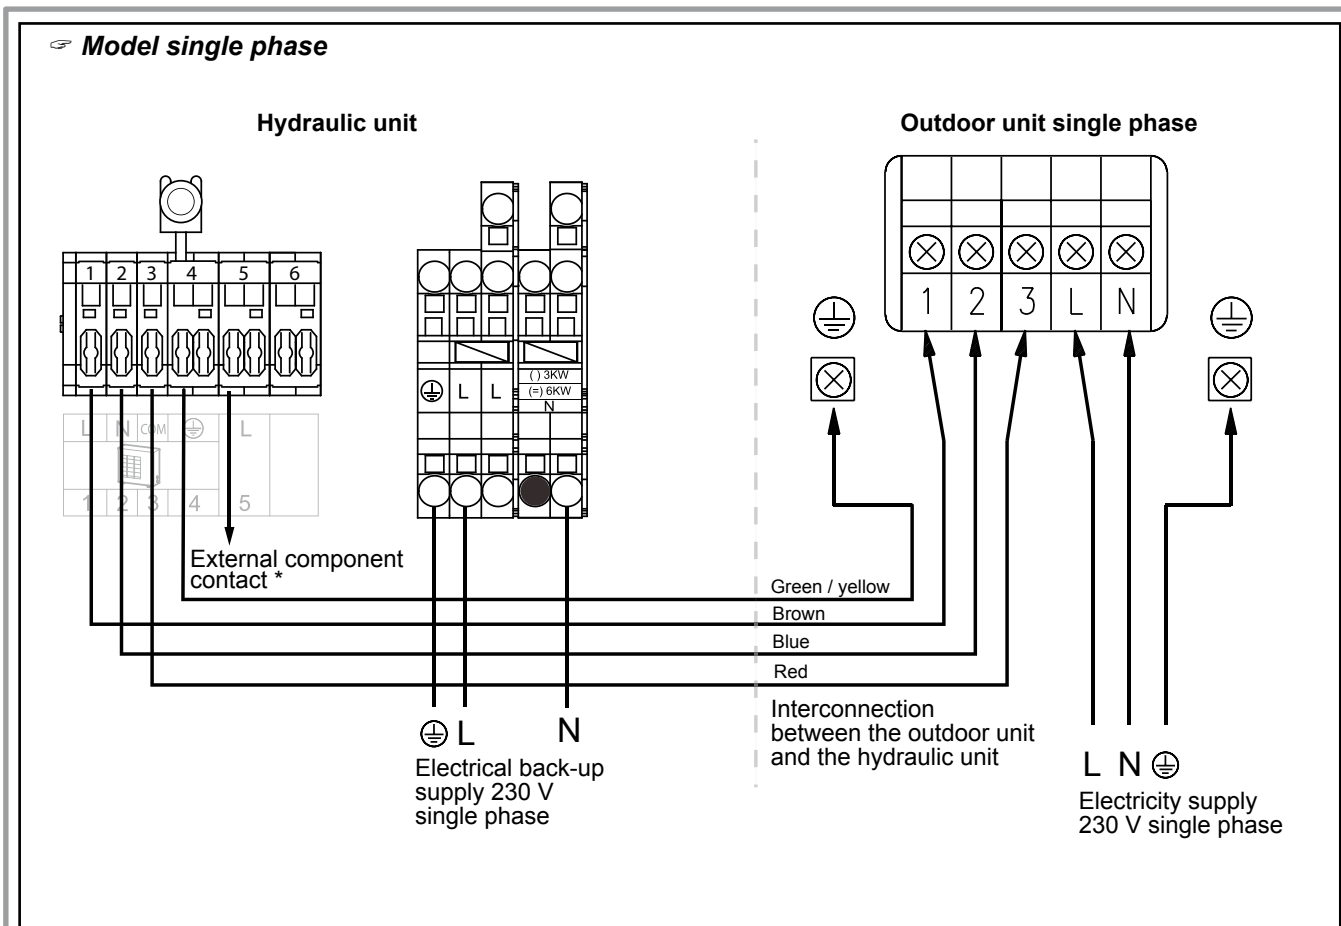 ☞ Model single phase
Hydraulic unit
Outdoor unit single phase
1 2 3 4 5 6
1 2 3 L N
L L
( ) 3KW
(=) 6KW
N
L N COM L
1 2 3 4 5
External component
contact *
Green / yellow
Brown
Blue
Red
Interconnection
between the outdoor unit
and the hydraulic unit
L N
Electrical back-up
supply 230 V
single phase
L N
Electricity supply
230 V single phase